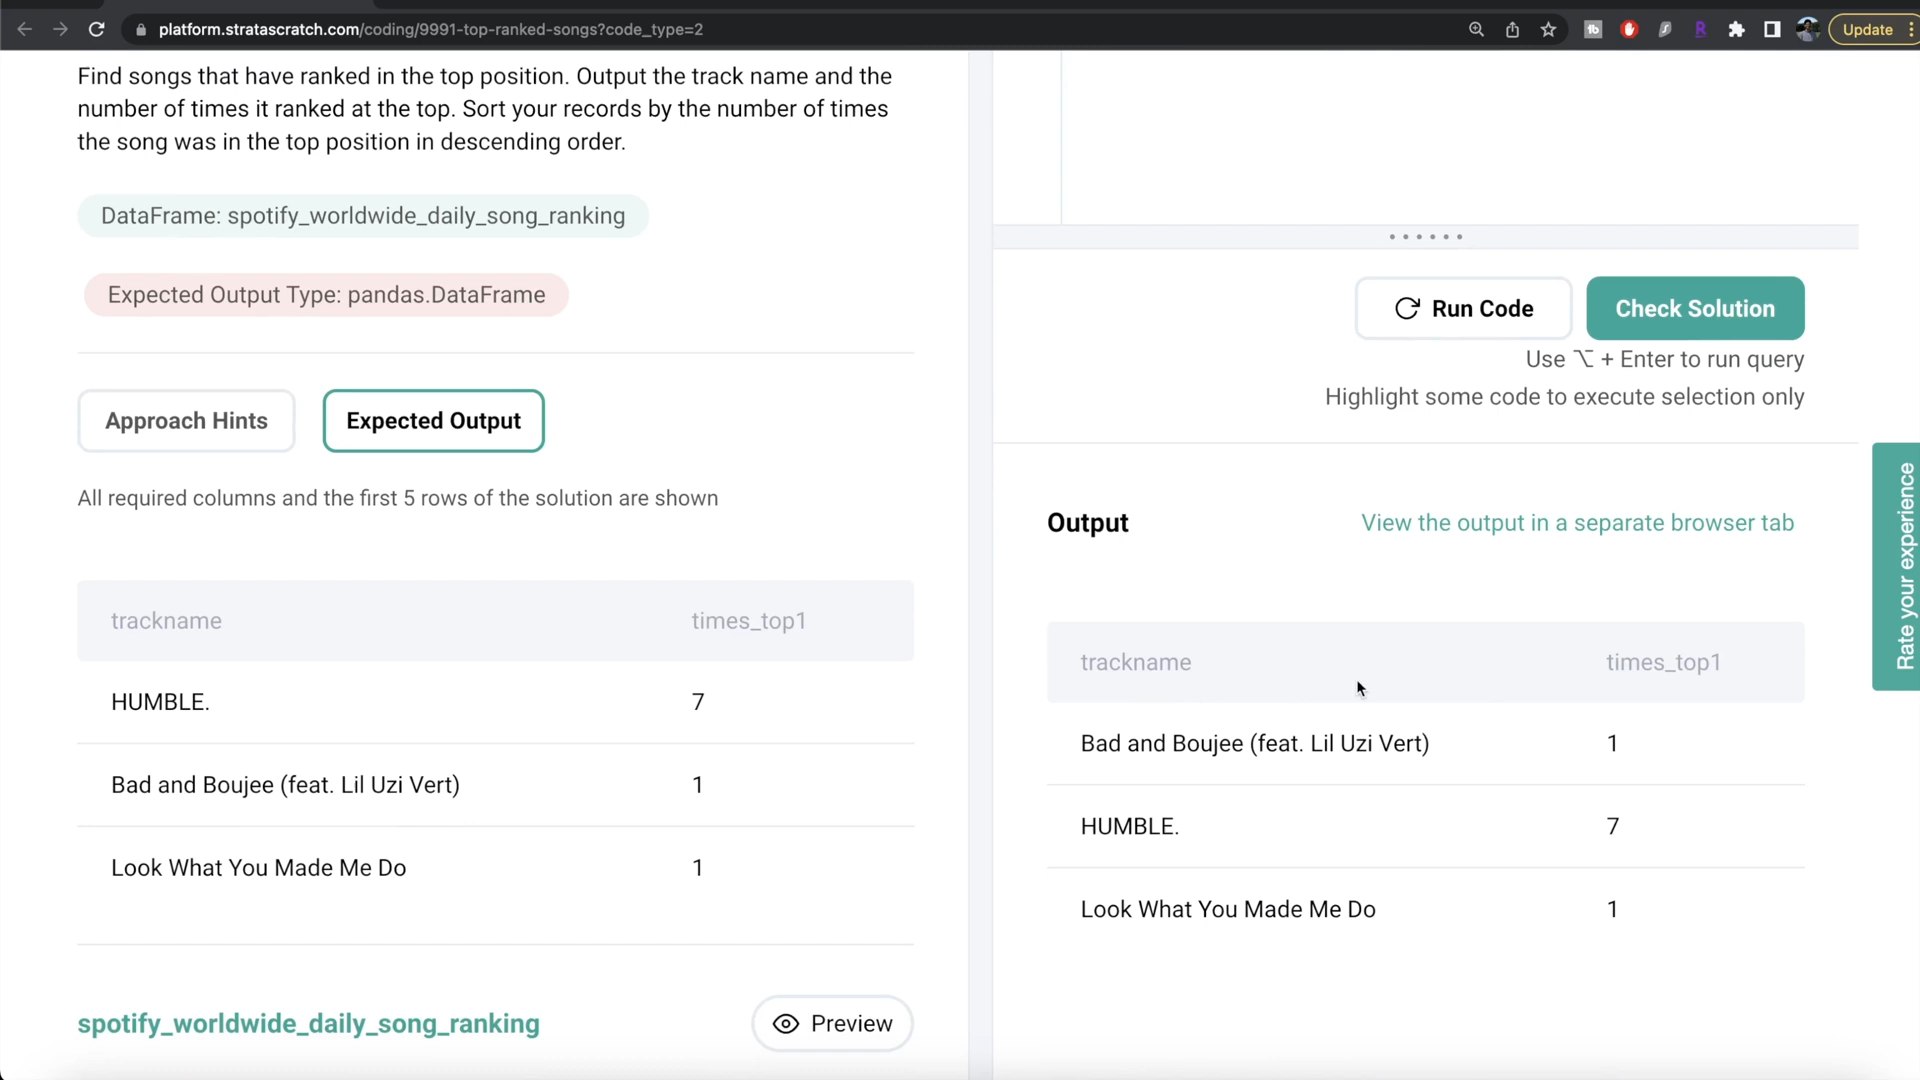 platform.stratascratch.com/coding/9991-top-ranked-songs?code_type=2
Update
Find songs that have ranked in the top position. Output the track name and the
number of times it ranked at the top. Sort your records by the number of times
the song was in the top position in descending order.
DataFrame: spotify_worldwide_daily_song_ranking
Expected Output Type: pandas.DataFrame
Approach Hints
Expected Output
All required columns and the first 5 rows of the solution are shown
trackname times_top1
HUMBLE. 7
Bad and Boujee (feat. Lil Uzi Vert) 1
Look What You Made Me Do 1
spotify_worldwide_daily_song_ranking
Preview
Run Code
Check Solution
Use ⌥ + Enter to run query
Highlight some code to execute selection only
Output
View the output in a separate browser tab
trackname times_top1
Bad and Boujee (feat. Lil Uzi Vert) 1
HUMBLE. 7
Look What You Made Me Do 1
Rate your experience